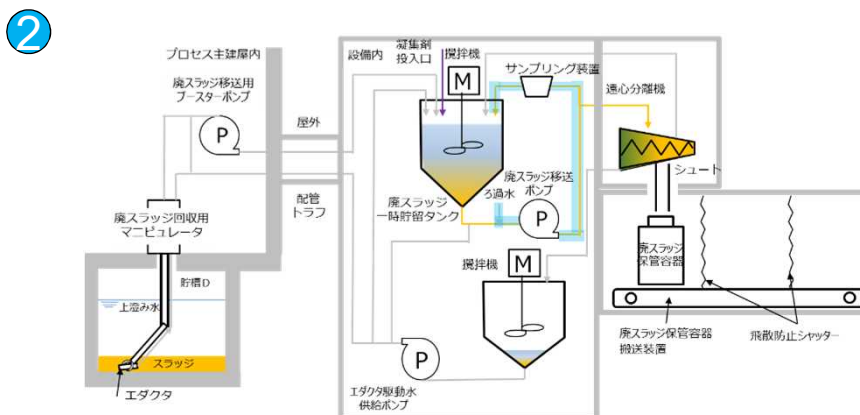 2
プロセス主建屋内
廃スラッジ移送用
ブースターポンプ
P
屋外
配管
トラフ
廃スラッジ回収用
マニピュレータ
貯槽D
上澄み水
スラッジ
エダクタ
設備内
凝集剤
投入口
攪拌機
M
サンプリング装置
廃スラッジ移送
ポンプ
ろ過水
P
廃スラッジ
一時貯留タンク
攪拌機
M
P
エダクタ駆動水
供給ポンプ
遠心分離機
シュート
廃スラッジ
保管容器
廃スラッジ保管容器
搬送装置
飛散防止シャッター